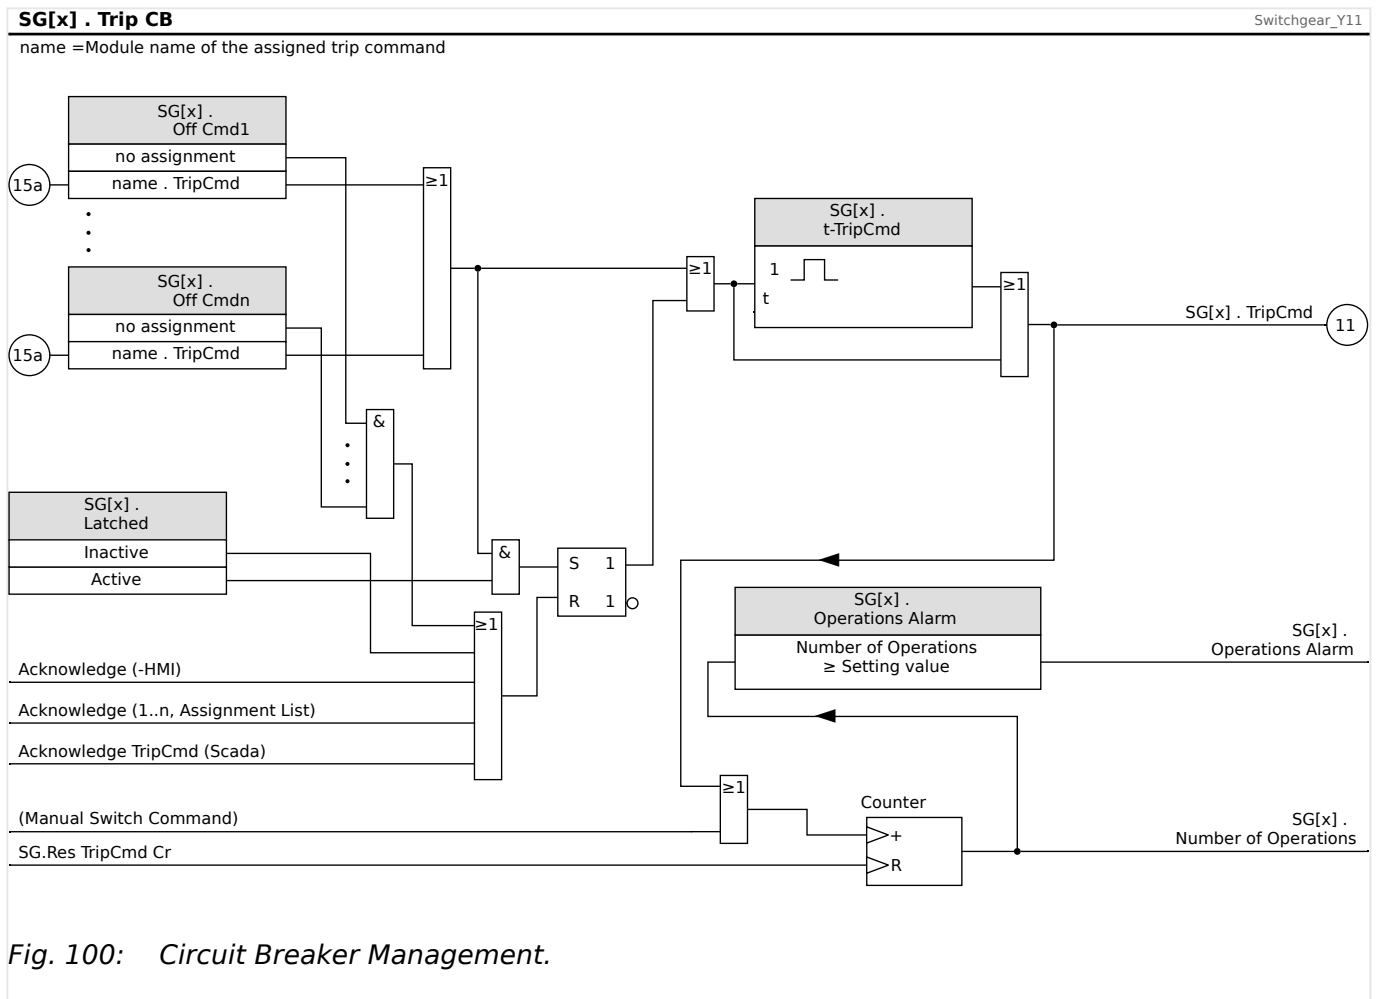 SG[x] . Trip CB
Switchgear_Y11
name =Module name of the assigned trip command
SG[x] .
Off Cmd1
no assignment
15a
name . TripCmd
≥1
SG[x] .
t-TripCmd
SG[x] .
Off Cmdn
≥1
1
≥1
t
SG[x] . TripCmd
11
no assignment
15a
name . TripCmd
&
SG[x] .
Latched
Inactive
Active
&
S 1
R 1
≥1
SG[x] .
Operations Alarm
Number of Operations
≥ Setting value
SG[x] .
Operations Alarm
Acknowledge (-HMI)
Acknowledge (1..n, Assignment List)
Acknowledge TripCmd (Scada)
≥1
Counter
(Manual Switch Command)
+
SG[x] .
Number of Operations
SG.Res TripCmd Cr
R
Fig. 100: Circuit Breaker Management.